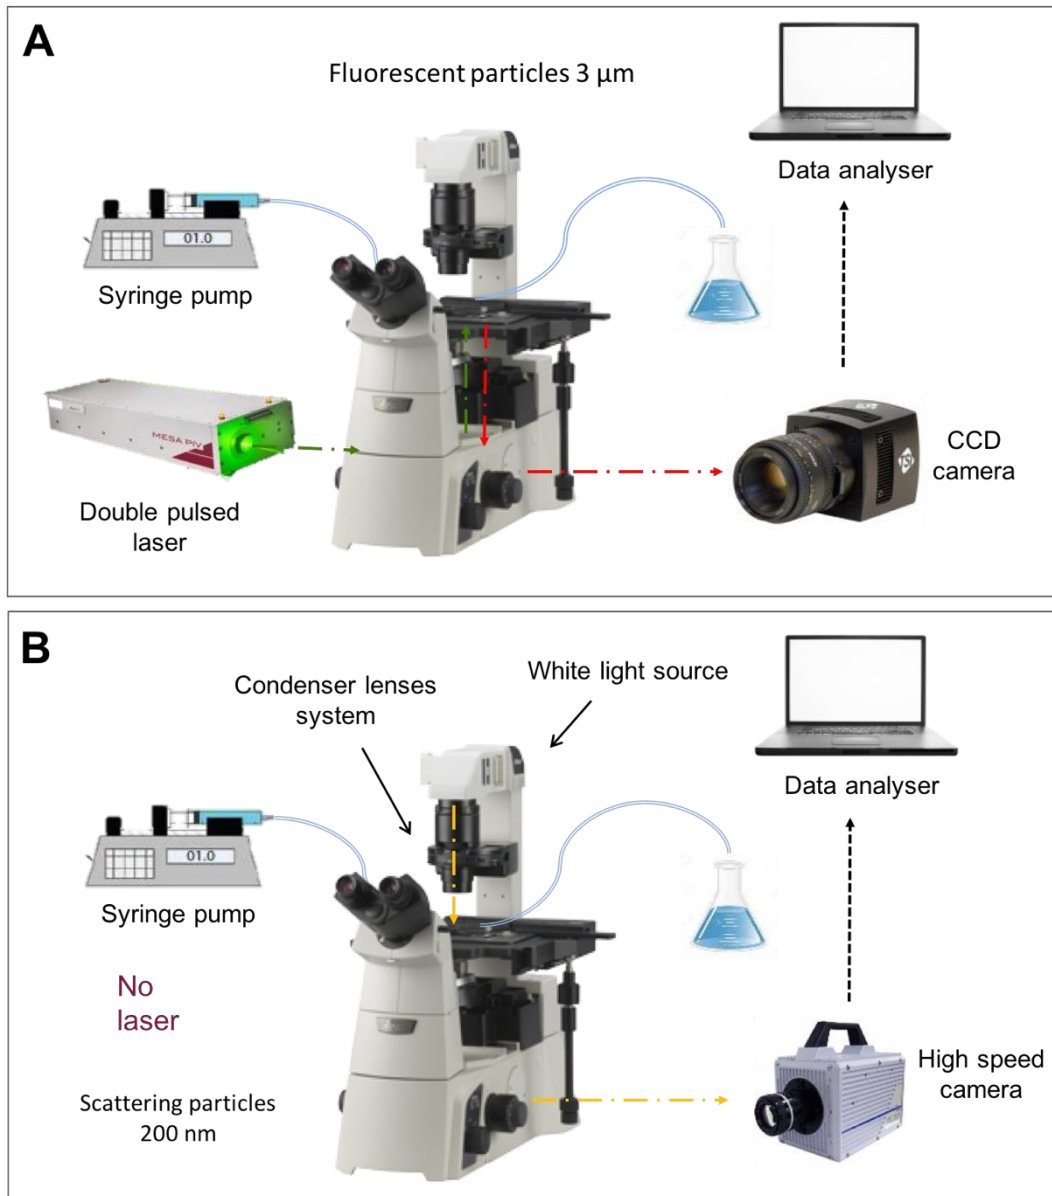 A
Fluorescent particles 3 µm
Data analyser
01.0
Syringe pump
MESA PIV
CCD
camera
TSI
Double pulsed
laser
B
White light source
Condenser lenses
system
Data analyser
01.0
Syringe pump
No
laser
High speed
camera
Scattering particles
200 nm